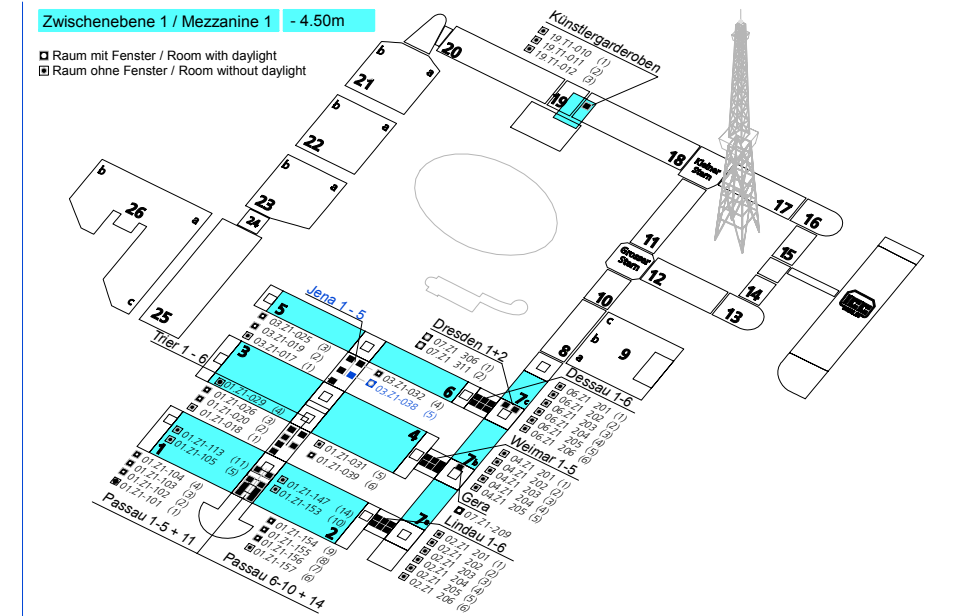 Zwischenebene 1 / Mezzanine 1
- 4.50m
Raum mit Fenster / Room with daylight
Raum ohne Fenster / Room without daylight
Künstlergarderoben
19.T1-010 (1)
19.T1-011 (2)
19.T1-012 (3)
20
19
b
a
21
b
a
22
b
a
23
24
b
a
26
c
25
18
Kleiner
Stern
17
16
15
14
13
11
Grosser
Stern
12
10
c
b
a
9
8
Jena 1 - 5
5
03.Z1-025 (3)
03.Z1-019 (2)
03.Z1-017 (1)
03.Z1-032 (4)
03.Z1-038 (5)
Dresden 1+2
07.Z1 306 (1)
07.Z1 311 (2)
6
7c
Trier 1 - 6
3
01.Z1-029 (4)
01.Z1-026 (3)
01.Z1-020 (2)
01.Z1-018 (1)
4
01.Z1-031 (5)
01.Z1-039 (6)
7b
Dessau 1-6
06.Z1 201 (1)
06.Z1 202 (2)
06.Z1 203 (3)
06.Z1 204 (4)
06.Z1 205 (5)
06.Z1 206 (6)
Weimar 1-5
04.Z1 201 (1)
04.Z1 202 (2)
04.Z1 203 (3)
04.Z1 204 (4)
04.Z1 205 (5)
Gera
07.Z1-209
7a
Lindau 1-6
02.Z1 201 (1)
02.Z1 202 (2)
02.Z1 203 (3)
02.Z1 204 (4)
02.Z1 205 (5)
02.Z1 206 (6)
1
01.Z1-113 (11)
01.Z1-105 (5)
01.Z1-104 (4)
01.Z1-103 (3)
01.Z1-102 (2)
01.Z1-101 (1)
Passau 1-5 + 11
01.Z1-147 (14)
01.Z1-153 (10)
2
01.Z1-154 (9)
01.Z1-155 (8)
01.Z1-156 (7)
01.Z1-157 (6)
Passau 6-10 + 14